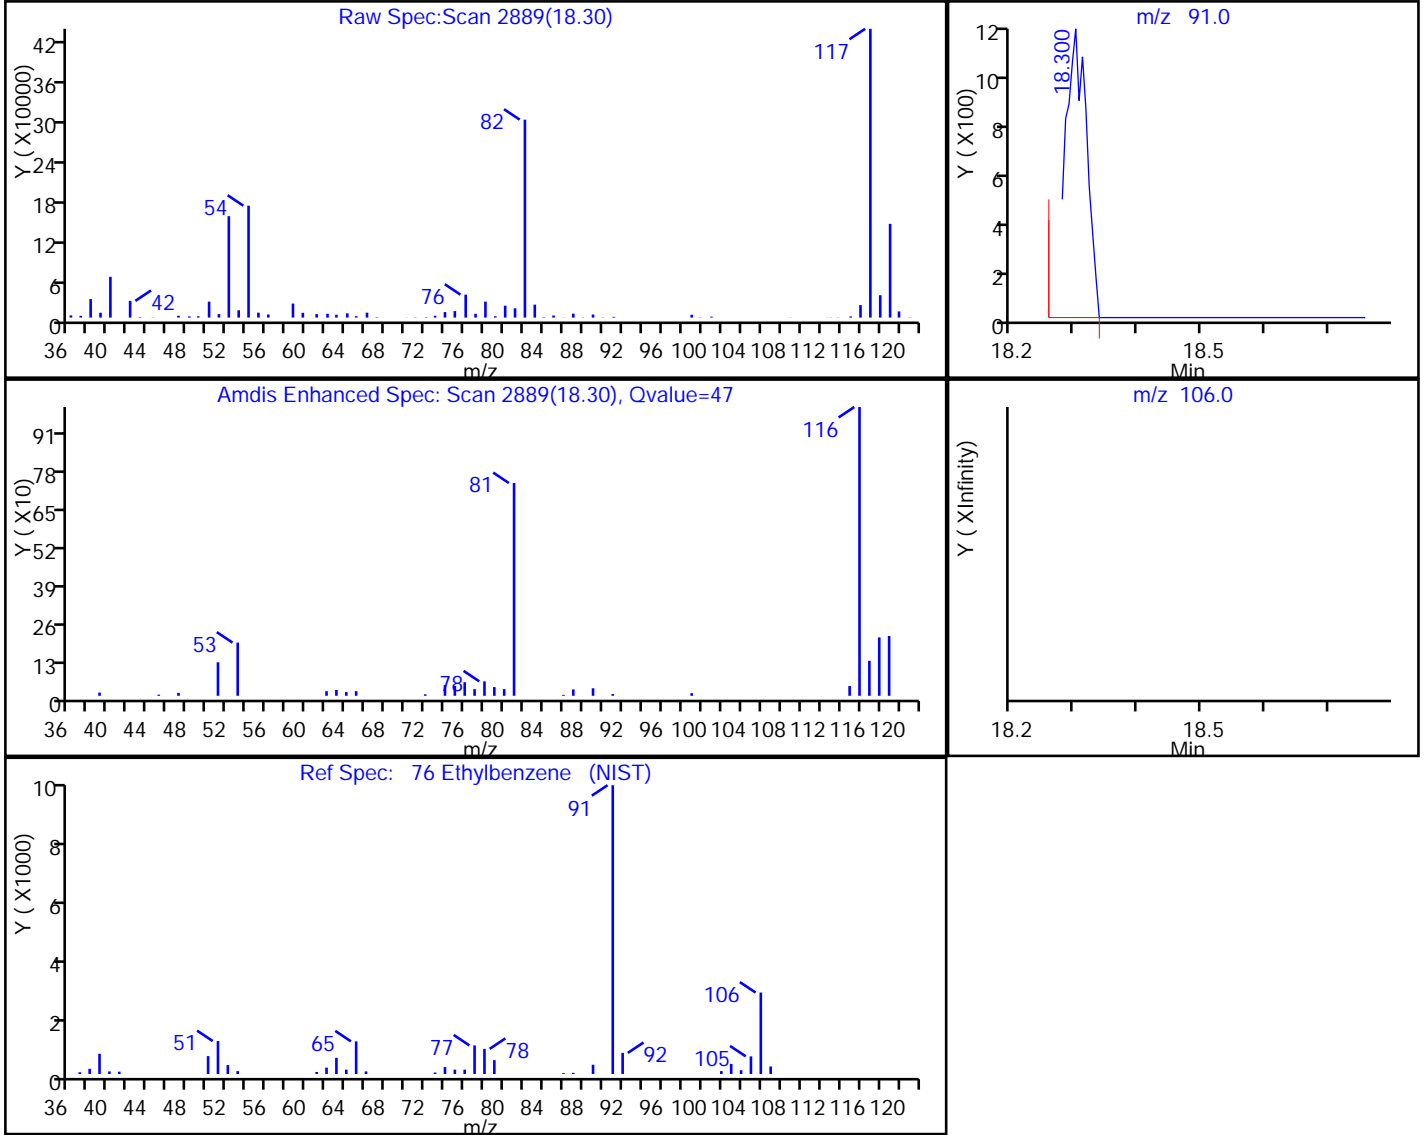 Raw Spec:Scan 2889(18.30)
Y ( X10000)
42
36
30
24
18
12
6
0
117
82
54
42
76
36 40 44 48 52 56 60 64 68 72 76 80 84 88 92 96 100 104 108 112 116 120
m/z
m/z 91.0
Y ( X100)
12
10
8
6
4
2
0
18.300
18.2 18.5
Min
Amdis Enhanced Spec: Scan 2889(18.30), Qvalue=47
Y ( X10)
91
78
65
52
39
26
13
0
116
81
53
78
36 40 44 48 52 56 60 64 68 72 76 80 84 88 92 96 100 104 108 112 116 120
m/z
m/z 106.0
Y ( XInfinity)
18.2 18.5
Min
Ref Spec: 76 Ethylbenzene (NIST)
Y ( X1000)
10
8
6
4
2
0
91
106
51
65
77
78
92
105
36 40 44 48 52 56 60 64 68 72 76 80 84 88 92 96 100 104 108 112 116 120
m/z